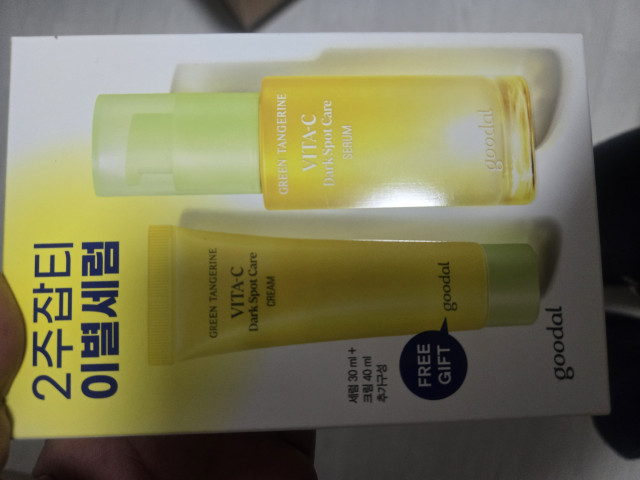 2주잡티
이별세럼
GREEN TANGERINE
VITA·C
Dark Spot Care
SERUM
goodal
GREEN TANGERINE
VITA·C
Dark Spot Care
CREAM
goodal
세럼 30 ml +
크림 40 ml
추가구성
FREE
GIFT
goodal